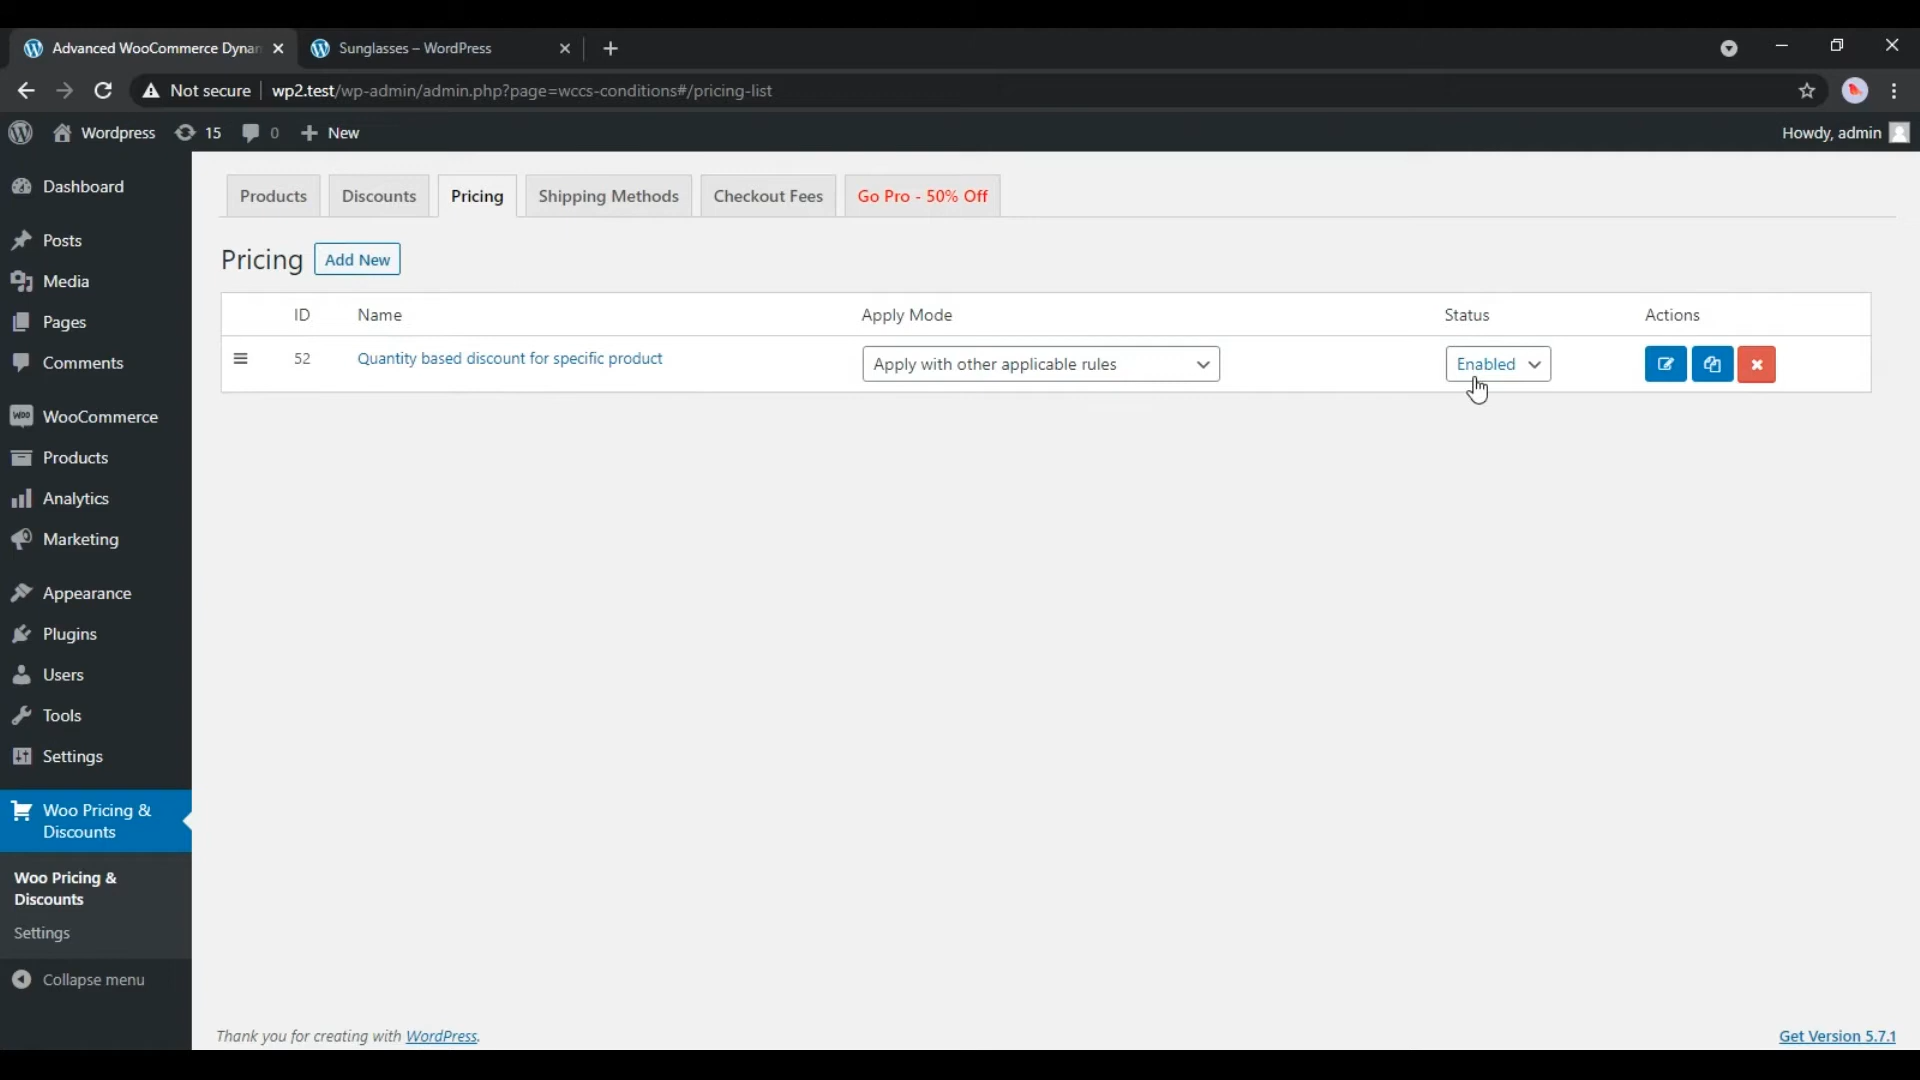 Advanced WooCommerce Dynar
Sunglasses – WordPress
Not secure
wp2.test/wp-admin/admin.php?page=wccs-conditions#/pricing-list
Wordpress
15
0
New
Howdy, admin
Dashboard
Posts
Media
Pages
Comments
WooCommerce
Products
Analytics
Marketing
Appearance
Plugins
Users
Tools
Settings
Woo Pricing &
Discounts
Woo Pricing &
Discounts
Settings
Collapse menu
Products
Discounts
Pricing
Shipping Methods
Checkout Fees
Go Pro - 50% Off
Pricing
Add New
ID Name Apply Mode Status Actions
52 Quantity based discount for specific product Apply with other applicable rules Enabled
Thank you for creating with WordPress.
Get Version 5.7.1